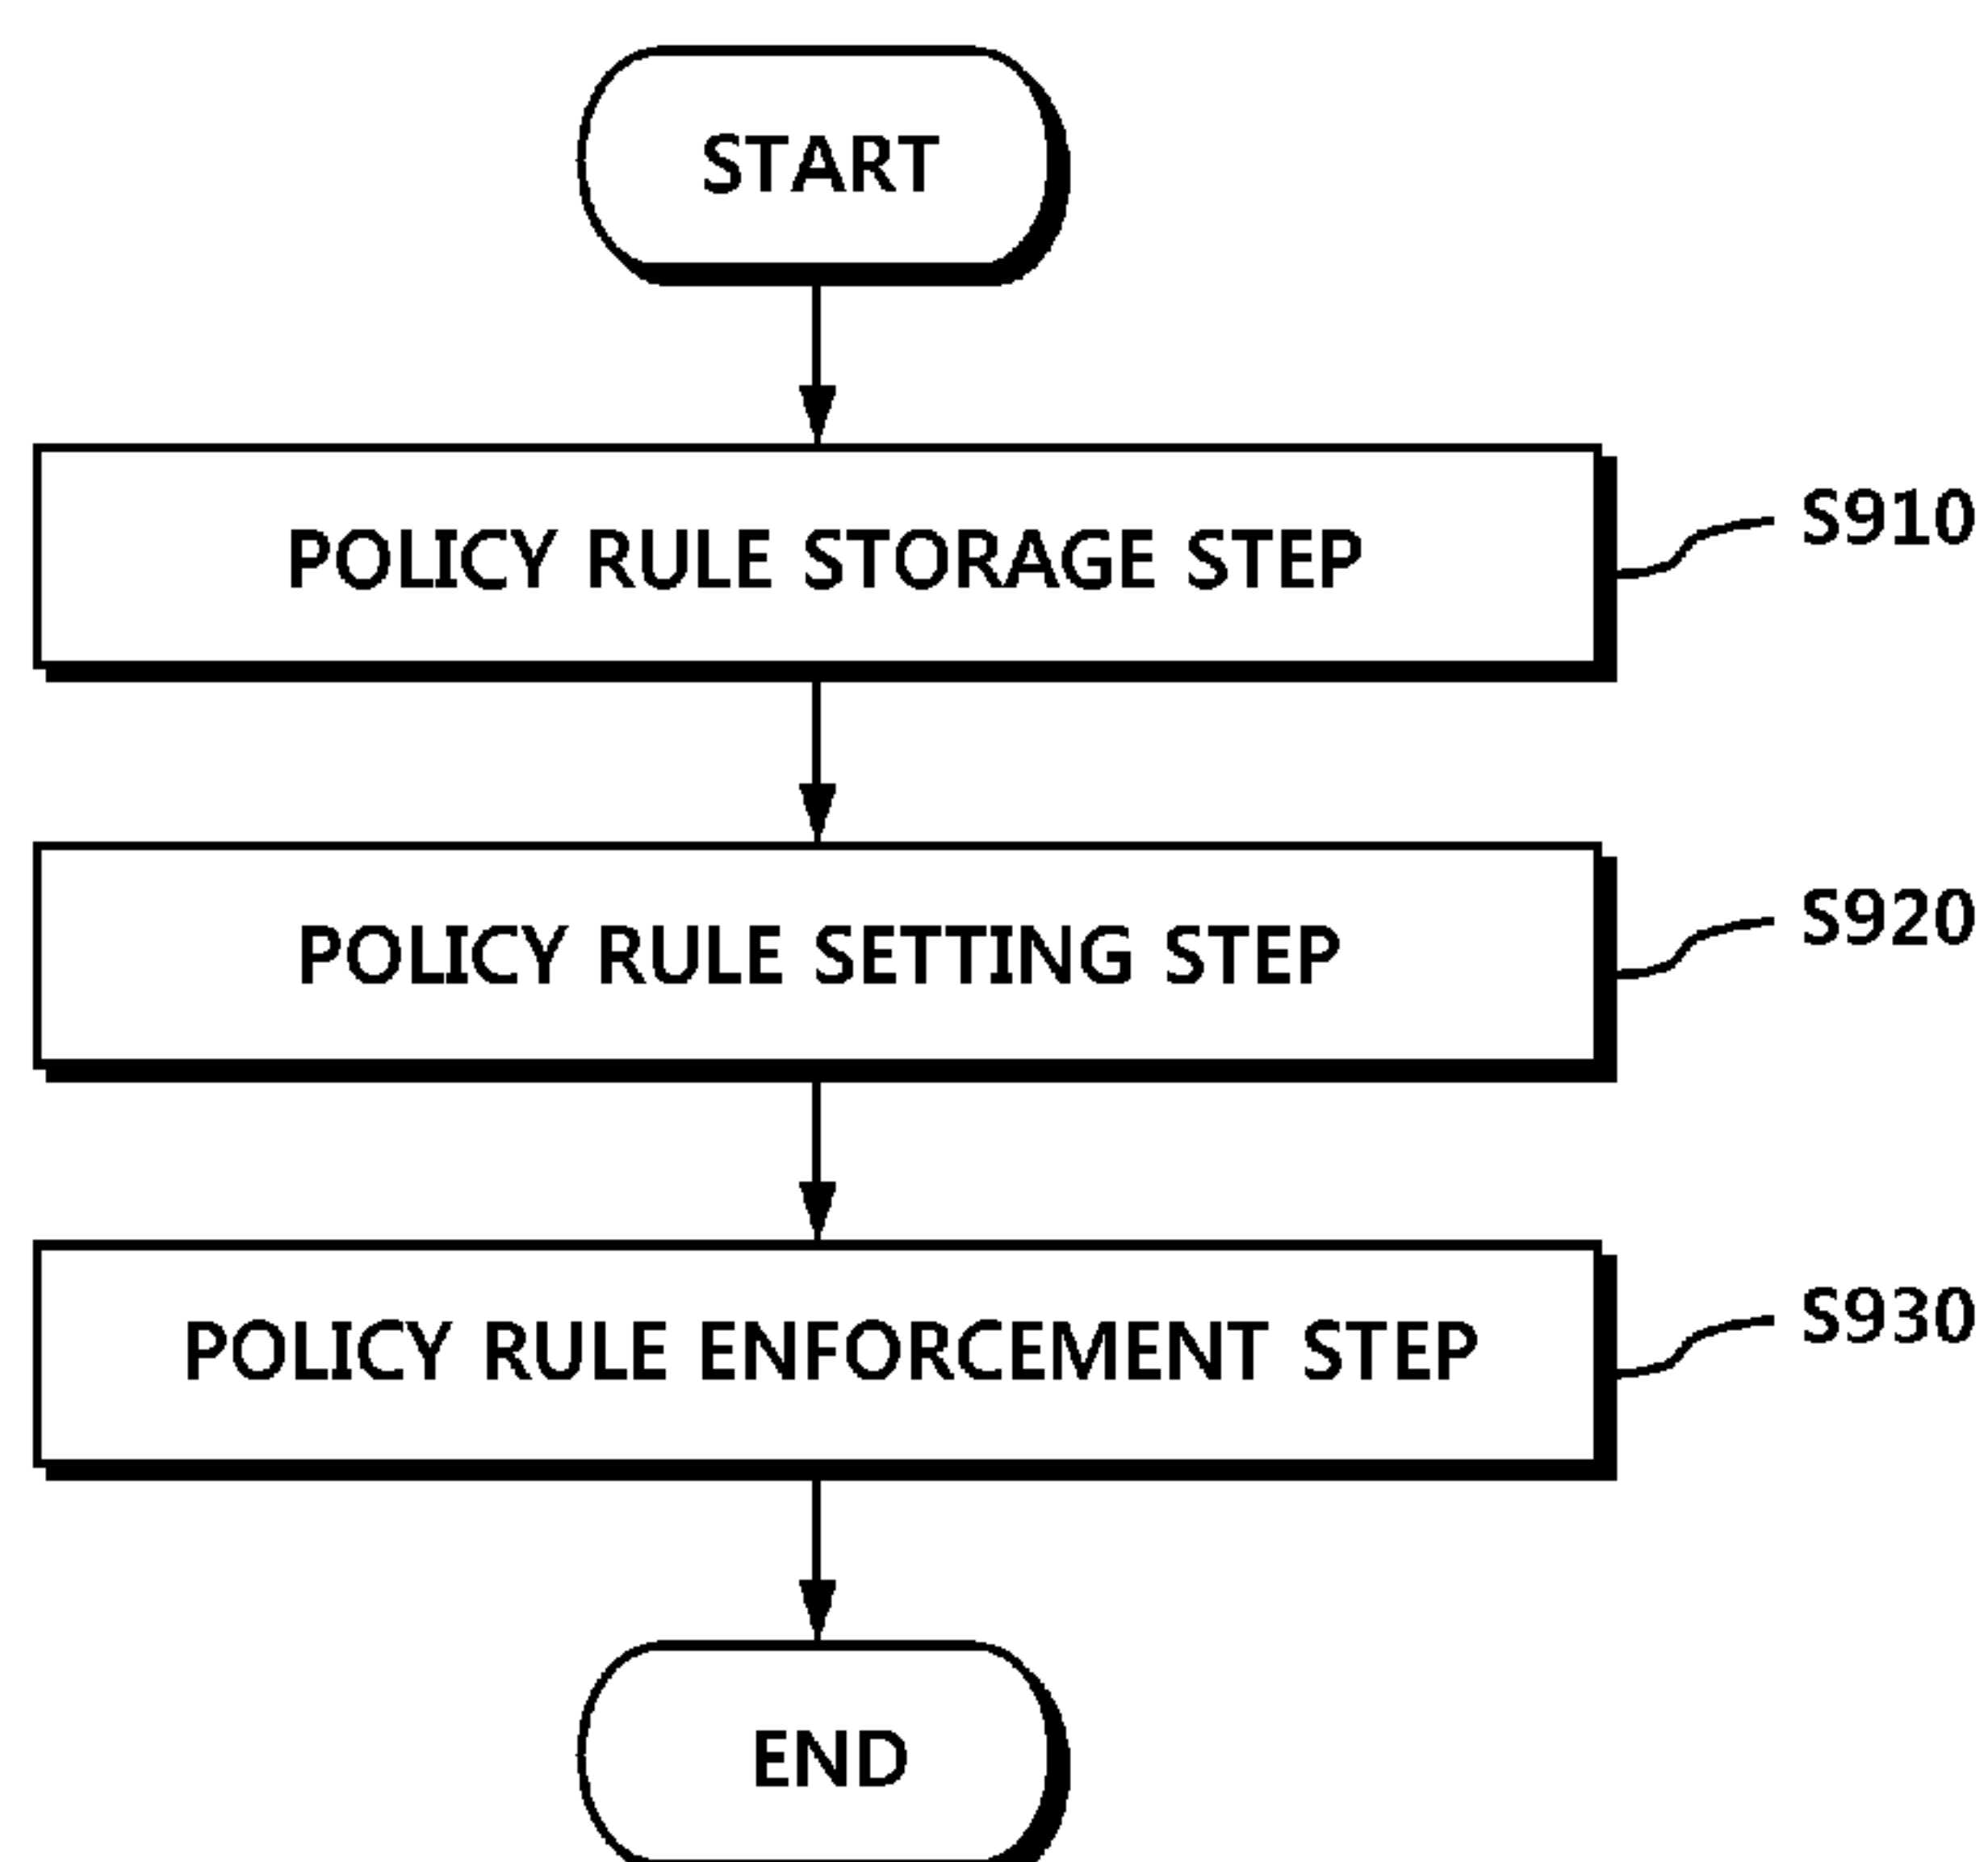 START
POLICY RULE STORAGE STEP
S910
POLICY RULE SETTING STEP
S920
POLICY RULE ENFORCEMENT STEP
S930
END